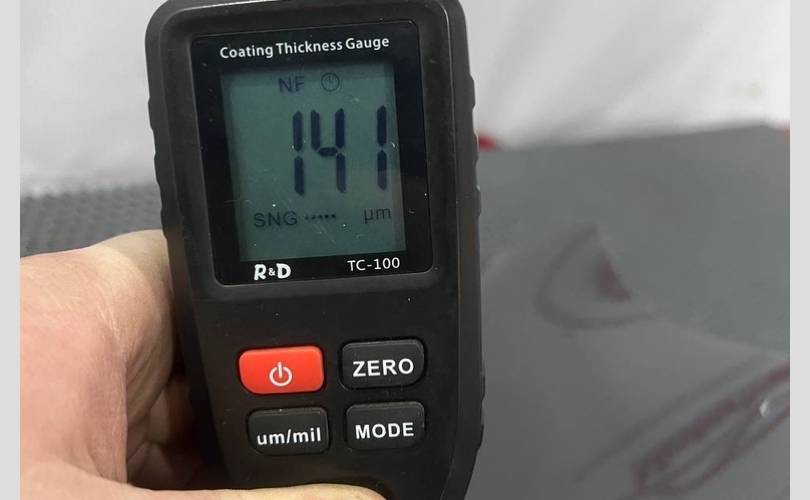 Coating Thickness Gauge
NF
141
SNG ····· µm
R&D TC-100
ZERO
um/mil MODE